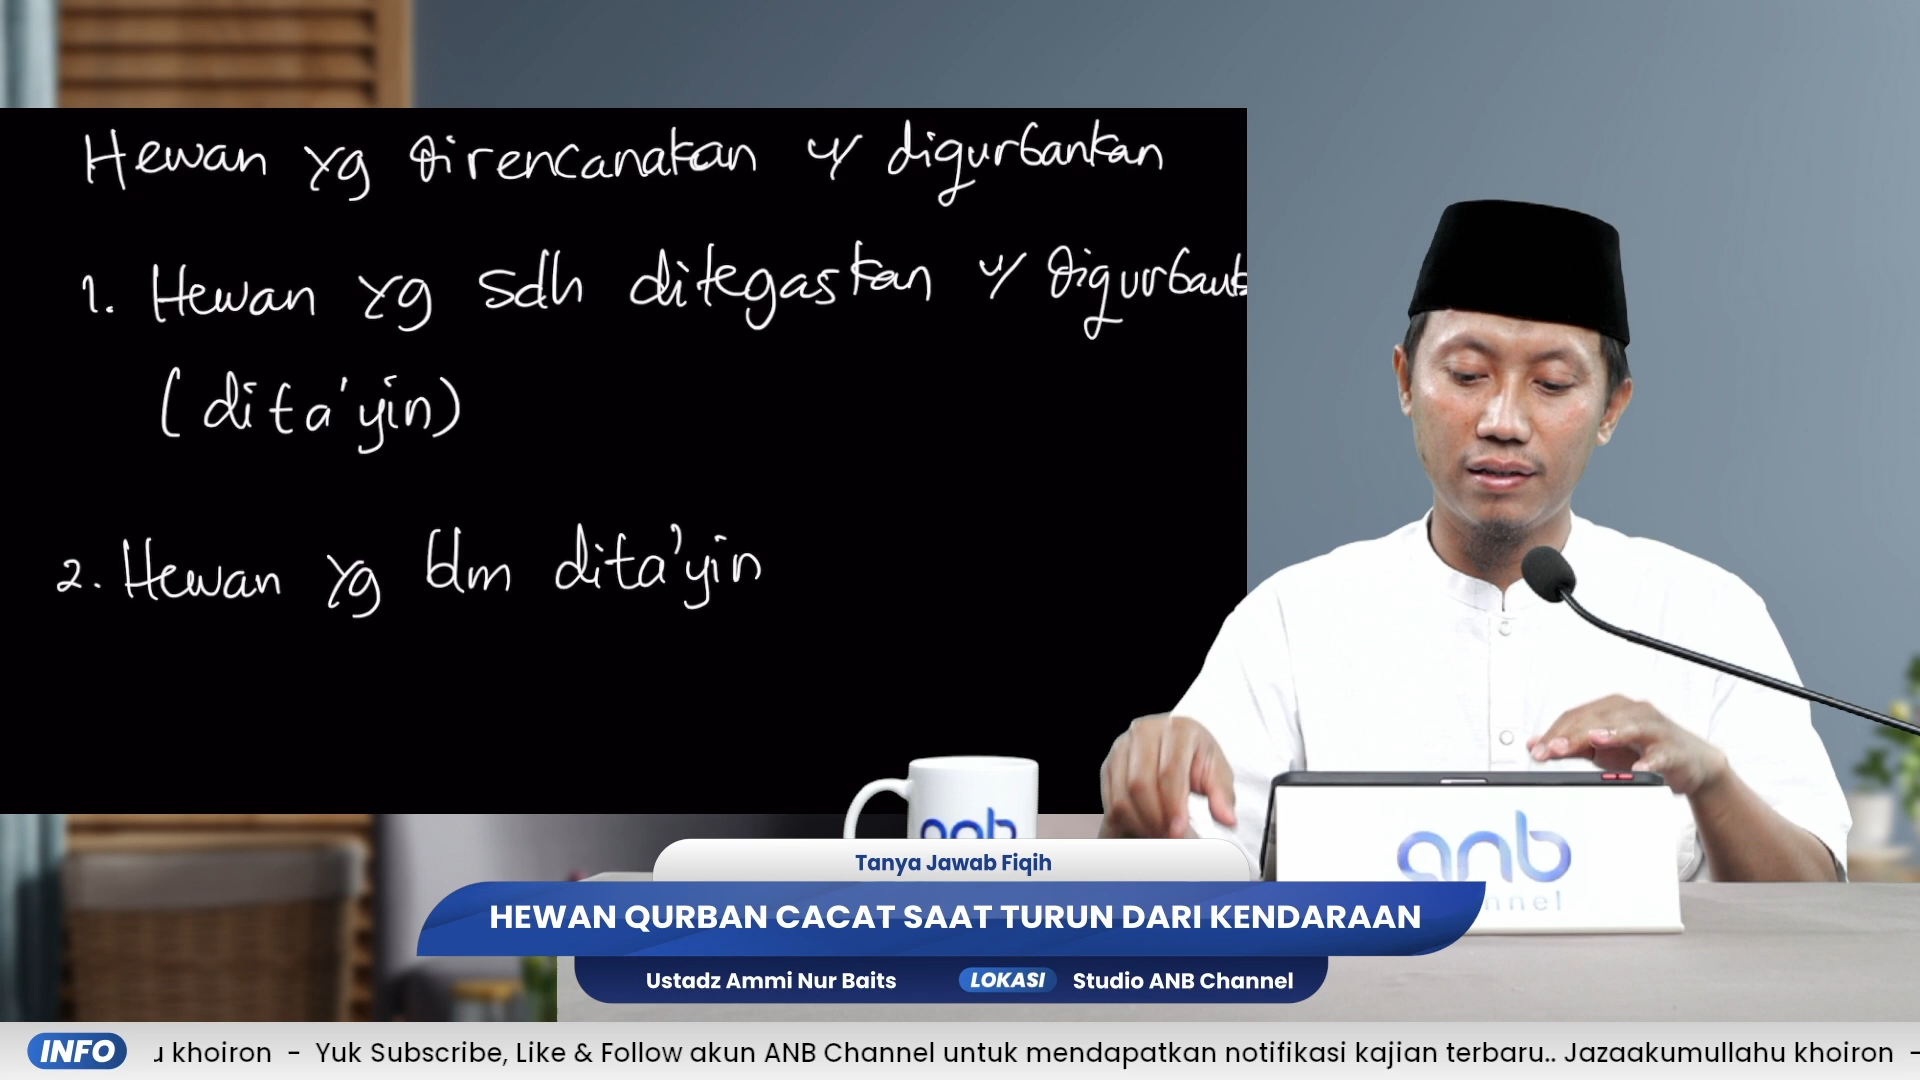 Hewan yg direncanakan u/ diqurbankan
1. Hewan yg sdh ditegaskan u/ diqurbank
(dita'yin)
2. Hewan yg blm dita'yin
anb
anb
Tanya Jawab Fiqih
HEWAN QURBAN CACAT SAAT TURUN DARI KENDARAAN
Ustadz Ammi Nur Baits LOKASI Studio ANB Channel
INFO khoiron - Yuk Subscribe, Like & Follow akun ANB Channel untuk mendapatkan notifikasi kajian terbaru.. Jazaakumullahu khoiron -